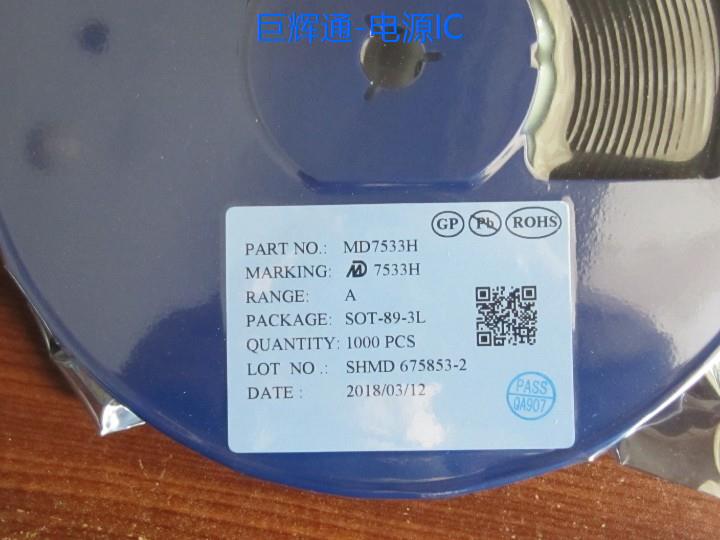 巨辉通-电源IC
GP Pb ROHS
PART NO.: MD7533H
MARKING: MD 7533H
RANGE: A
PACKAGE: SOT-89-3L
QUANTITY: 1000 PCS
LOT NO .: SHMD 675853-2
DATE : 2018/03/12
PASS
QA907